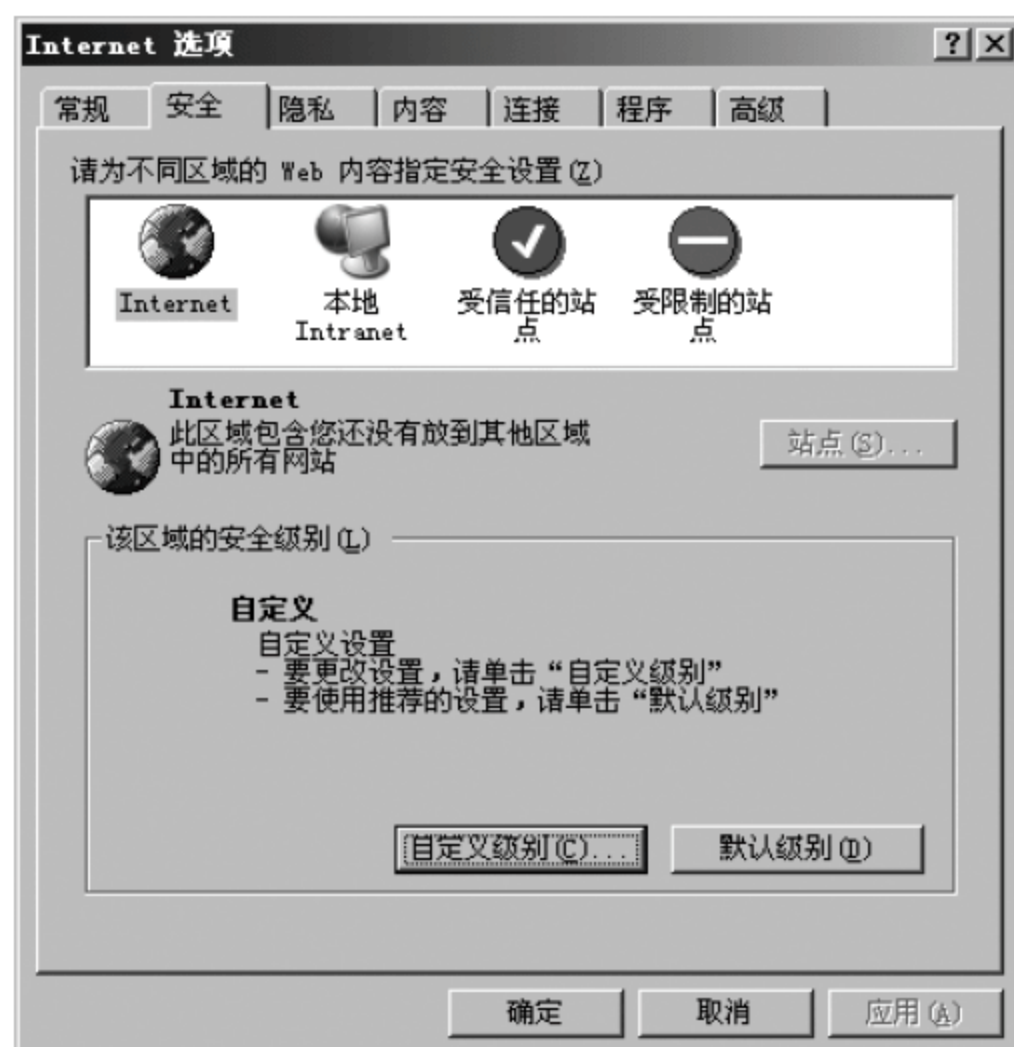 Internet 选项
常规 安全 隐私 内容 连接 程序 高级
请为不同区域的 Web 内容指定安全设置(Z)
Internet 本地 Intranet 受信任的站点 受限制的站点
Internet
此区域包含您还没有放到其他区域
中的所有网站
站点(S)...
该区域的安全级别(L)
自定义
自定义设置
- 要更改设置，请单击“自定义级别”
- 要使用推荐的设置，请单击“默认级别”
自定义级别(C)... 默认级别(D)
确定 取消 应用(A)